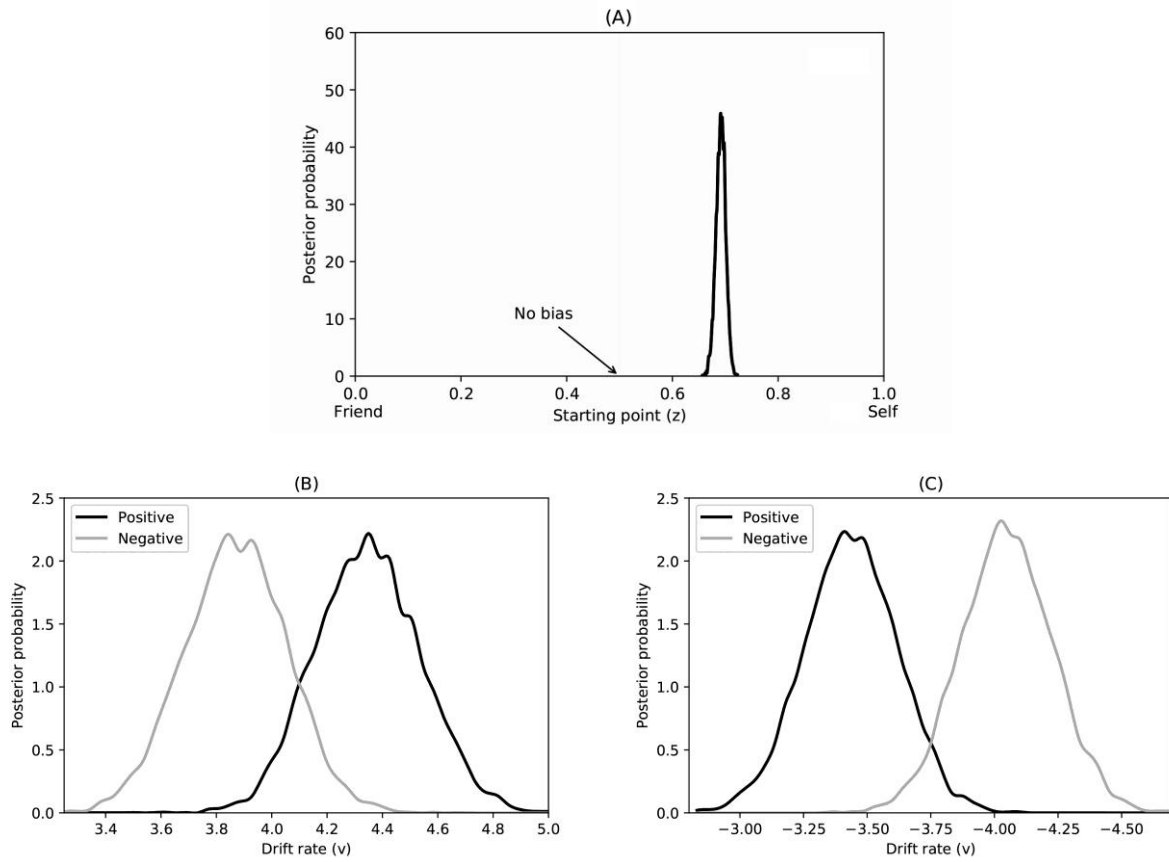 (A)
60
50
40
30
20
10
0
Posterior probability
No bias
0.0 0.2 0.4 0.6 0.8 1.0
Friend Starting point (z) Self
(B)
Positive
Negative
2.5
2.0
1.5
1.0
0.5
0.0
Posterior probability
3.4 3.6 3.8 4.0 4.2 4.4 4.6 4.8 5.0
Drift rate (v)
(C)
Positive
Negative
2.5
2.0
1.5
1.0
0.5
0.0
Posterior probability
−3.00 −3.25 −3.50 −3.75 −4.00 −4.25 −4.50
Drift rate (v)